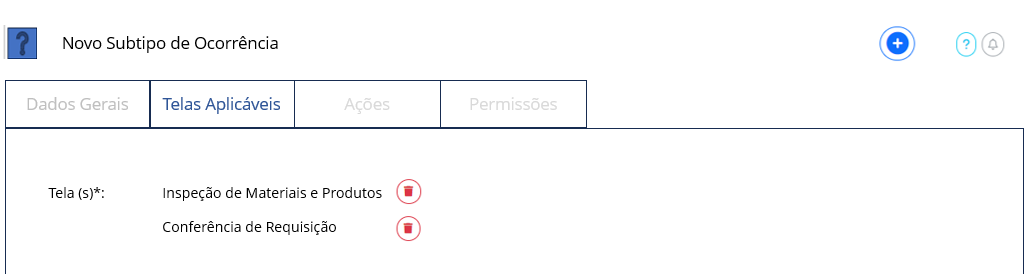 Novo Subtipo de Ocorrência
Dados Gerais
Telas Aplicáveis
Ações
Permissões
Tela (s)*:
Inspeção de Materiais e Produtos
Conferência de Requisição